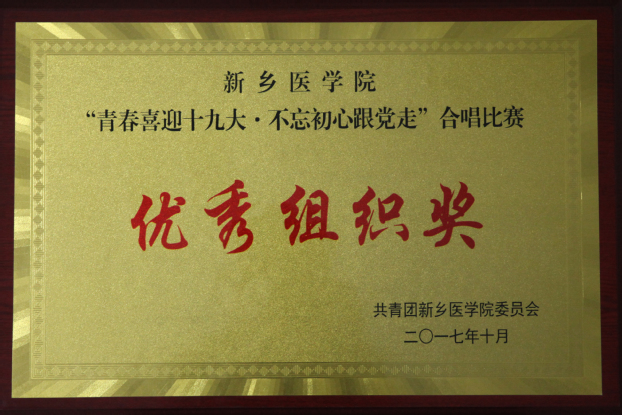 新乡医学院
“青春喜迎十九大·不忘初心跟党走”合唱比赛
优秀组织奖
共青团新乡医学院委员会
二〇一七年十月